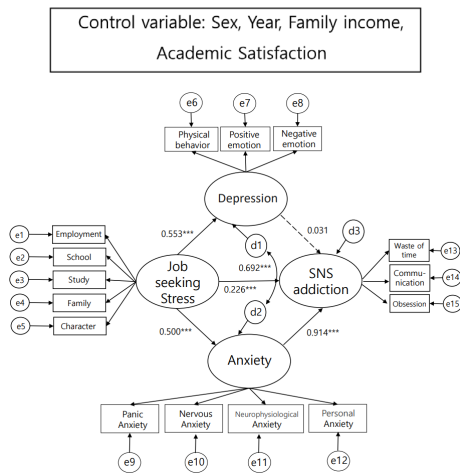 Control variable: Sex, Year, Family income,
Academic Satisfaction
e6
e7
e8
Physical
behavior
Positive
emotion
Negative
emotion
Depression
0.553***
0.031
d1
d3
e1
Employment
e2
School
e3
Study
e4
Family
e5
Character
Job
seeking
Stress
0.692***
0.226***
SNS
addiction
Waste of
time
e13
Commu-
nication
e14
Obsession
e15
d2
0.500***
0.914***
Anxiety
Panic
Anxiety
Nervous
Anxiety
Neurophysiological
Anxiety
Personal
Anxiety
e9
e10
e11
e12